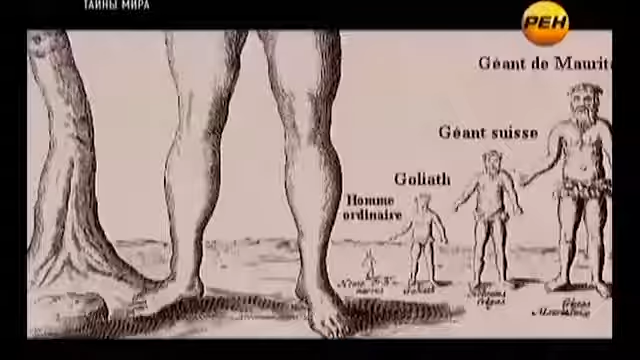 ТАЙНЫ МИРА
РЕН
Géant de Maurit
Géant suisse
Goliath
Homme
ordinaire